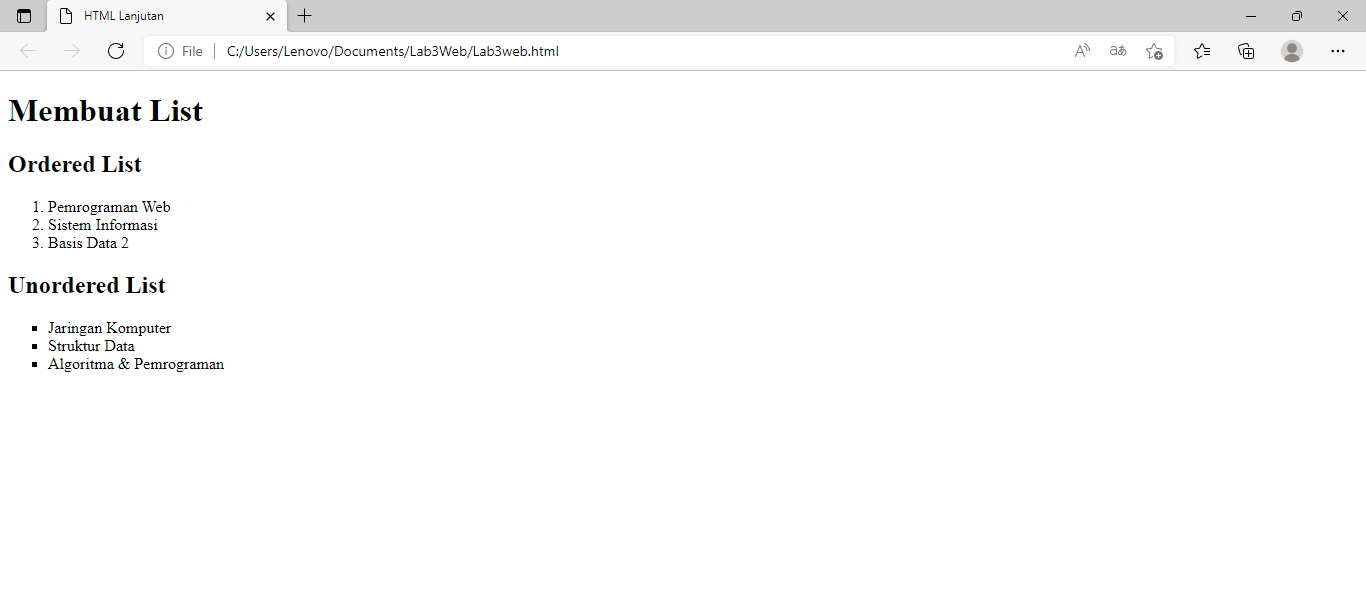 HTML Lanjutan
File C:/Users/Lenovo/Documents/Lab3Web/Lab3web.html
Membuat List
Ordered List
1. Pemrograman Web
2. Sistem Informasi
3. Basis Data 2
Unordered List
▪ Jaringan Komputer
▪ Struktur Data
▪ Algoritma & Pemrograman